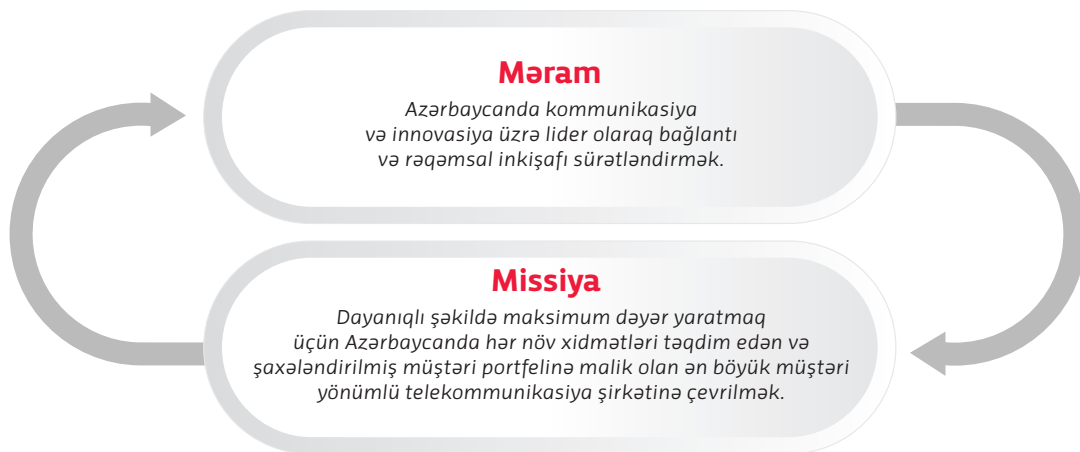 Məram
Azərbaycanda kommunikasiya
və innovasiya üzrə lider olaraq bağlantı
və rəqəmsal inkişafı sürətləndirmək.
Missiya
Dayanıqlı şəkildə maksimum dəyər yaratmaq
üçün Azərbaycanda hər növ xidmətləri təqdim edən və
şaxələndirilmiş müştəri portfelinə malik olan ən böyük müştəri
yönümlü telekommunikasiya şirkətinə çevrilmək.